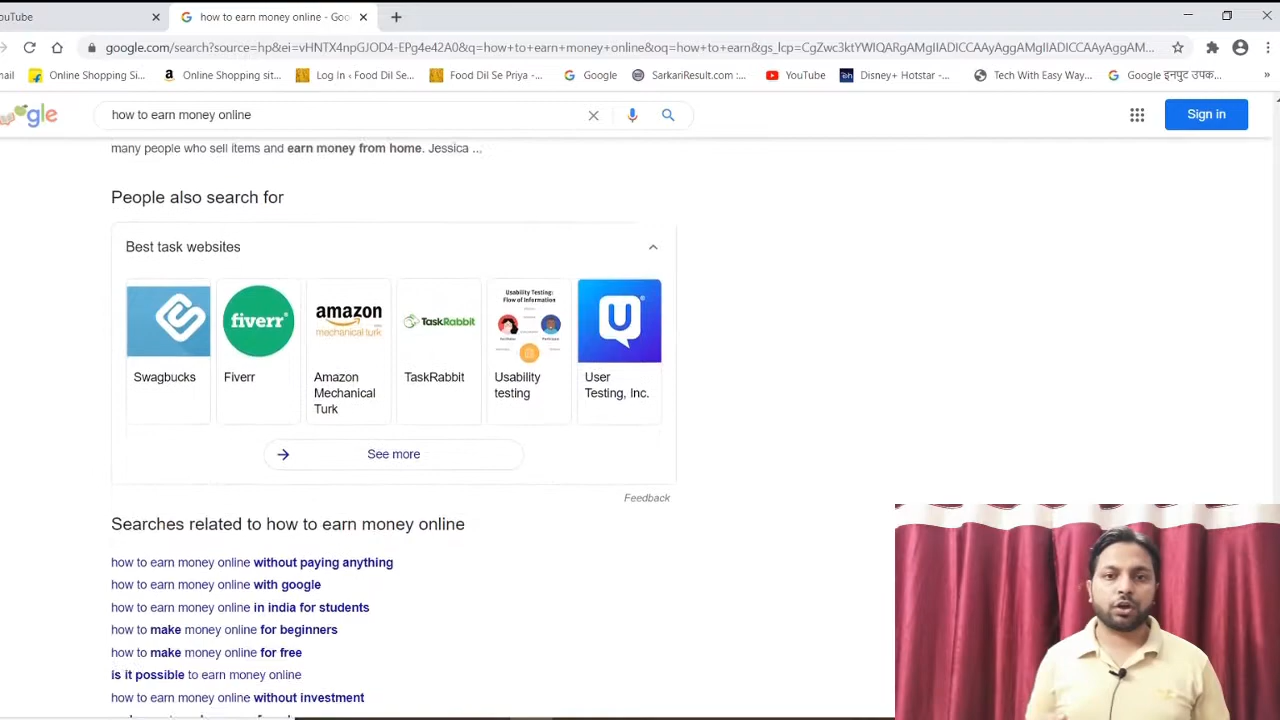 ouTube
how to earn money online - Goo
google.com/search?source=hp&ei=vHNTX4npGJOD4-EPg4e42A0&q=how+to+earn+money+online&oq=how+to+earn&gs_lcp=CgZwc3ktYWIQARgAMgIIADICCAAyAggAMgIIADICCAAyAggAM...
nail
Online Shopping Si...
Online Shopping sit...
Log In ‹ Food Dil Se...
Food Dil Se Priya -...
Google
SarkariResult.com :...
YouTube
Disney+ Hotstar -...
Tech With Easy Way...
Google इनपुट उपक...
»
gle
how to earn money online
Sign in
many people who sell items and earn money from home. Jessica ...
People also search for
Best task websites
fiverr
amazon
mechanical turk
TaskRabbit
Usability Testing:
Flow of Information
U
Swagbucks
Fiverr
Amazon
Mechanical
Turk
TaskRabbit
Usability
testing
User
Testing, Inc.
See more
Feedback
Searches related to how to earn money online
how to earn money online without paying anything
how to earn money online with google
how to earn money online in india for students
how to make money online for beginners
how to make money online for free
is it possible to earn money online
how to earn money online without investment